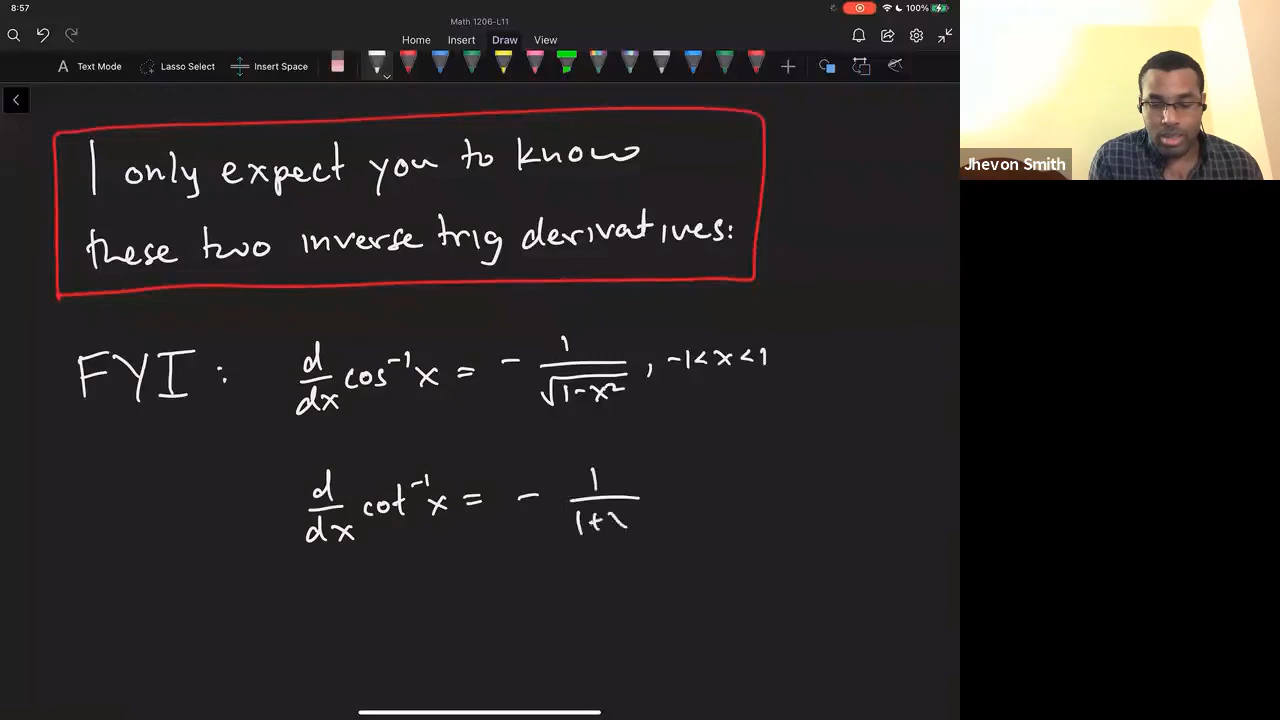 8:57
100%
Math 1206-L11
Home Insert Draw View
Text Mode Lasso Select Insert Space
I only expect you to know
these two inverse trig derivatives:
FYI: d/dx cos⁻¹x = - 1/√(1-x²), -1<x<1
d/dx cot⁻¹x = - 1/(1+
Jhevon Smith